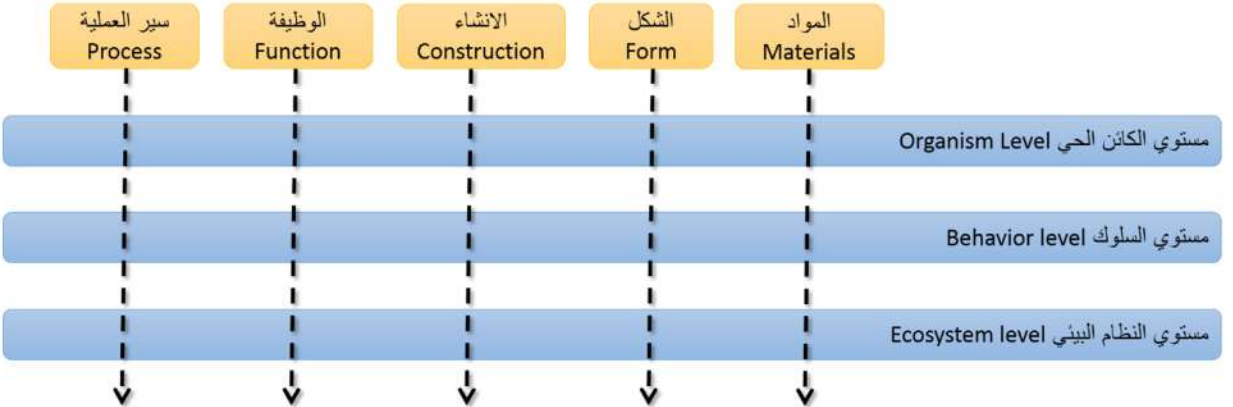 سير العملية
Process
الوظيفة
Function
الانشاء
Construction
الشكل
Form
المواد
Materials
مستوي الكائن الحي Organism Level
مستوي السلوك Behavior level
مستوي النظام البيئي Ecosystem level